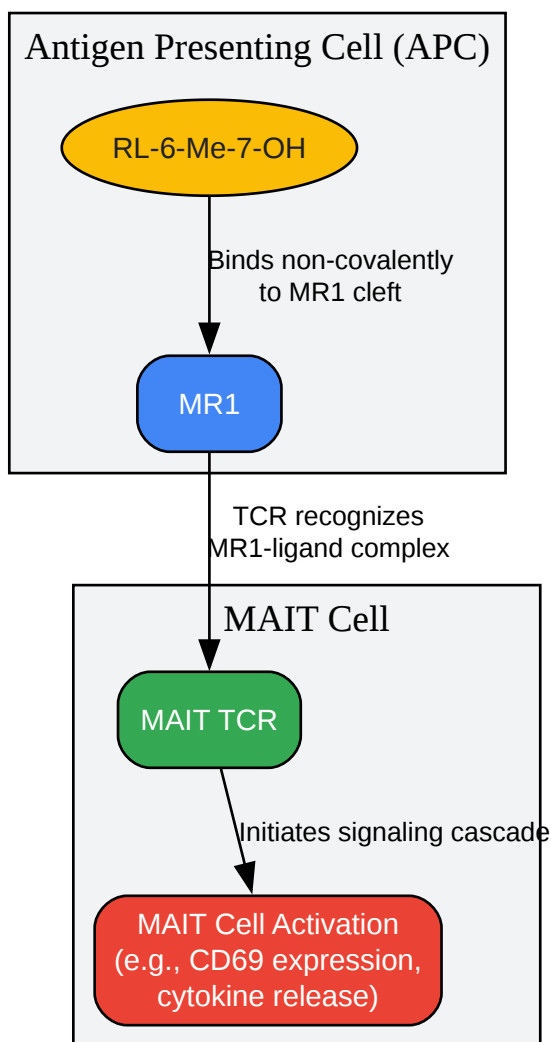 Antigen Presenting Cell (APC)
RL-6-Me-7-OH
Binds non-covalently
to MR1 cleft
MR1
TCR recognizes
MR1-ligand complex
MAIT Cell
MAIT TCR
Initiates signaling cascade
MAIT Cell Activation
(e.g., CD69 expression,
cytokine release)